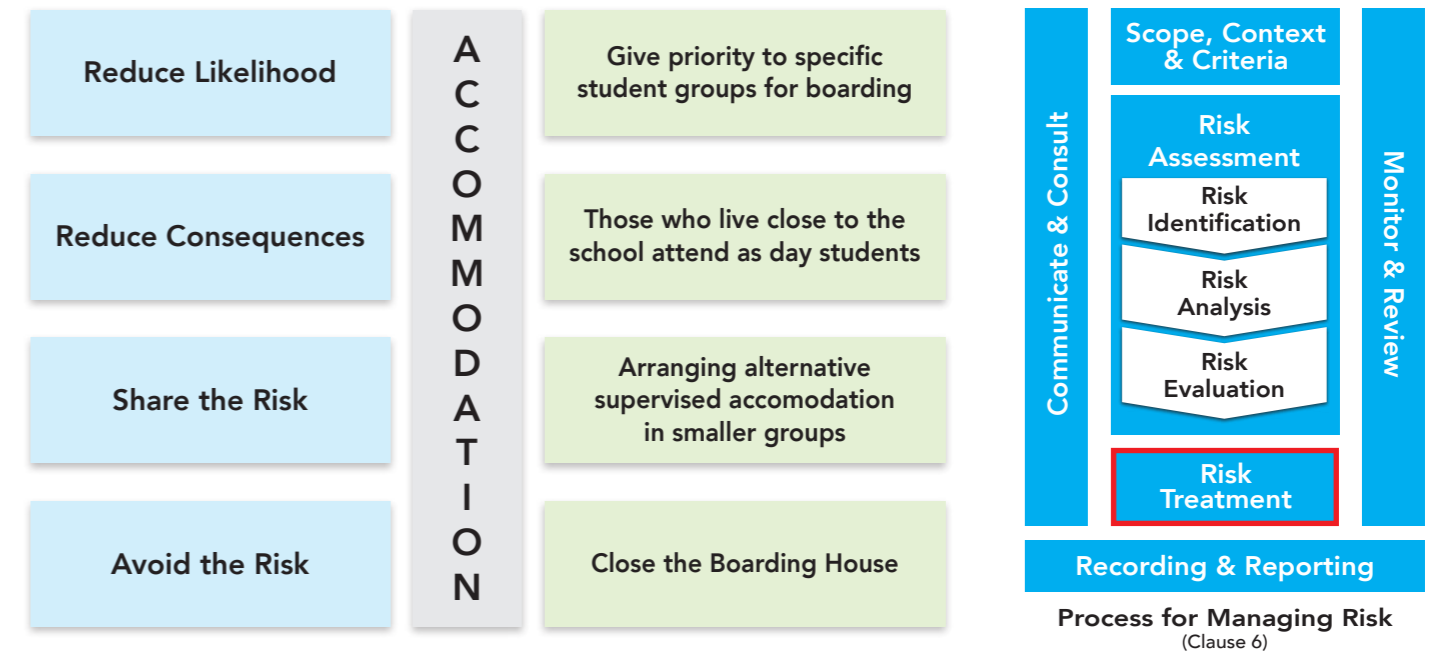 Reduce Likelihood
Reduce Consequences
Share the Risk
Avoid the Risk
A
C
C
O
M
M
O
D
A
T
I
O
N
Give priority to specific
student groups for boarding
Those who live close to the
school attend as day students
Arranging alternative
supervised accomodation
in smaller groups
Close the Boarding House
Communicate & Consult
Scope, Context
& Criteria
Risk
Assessment
Risk
Identification
Risk
Analysis
Risk
Evaluation
Risk
Treatment
Monitor & Review
Recording & Reporting
Process for Managing Risk
(Clause 6)